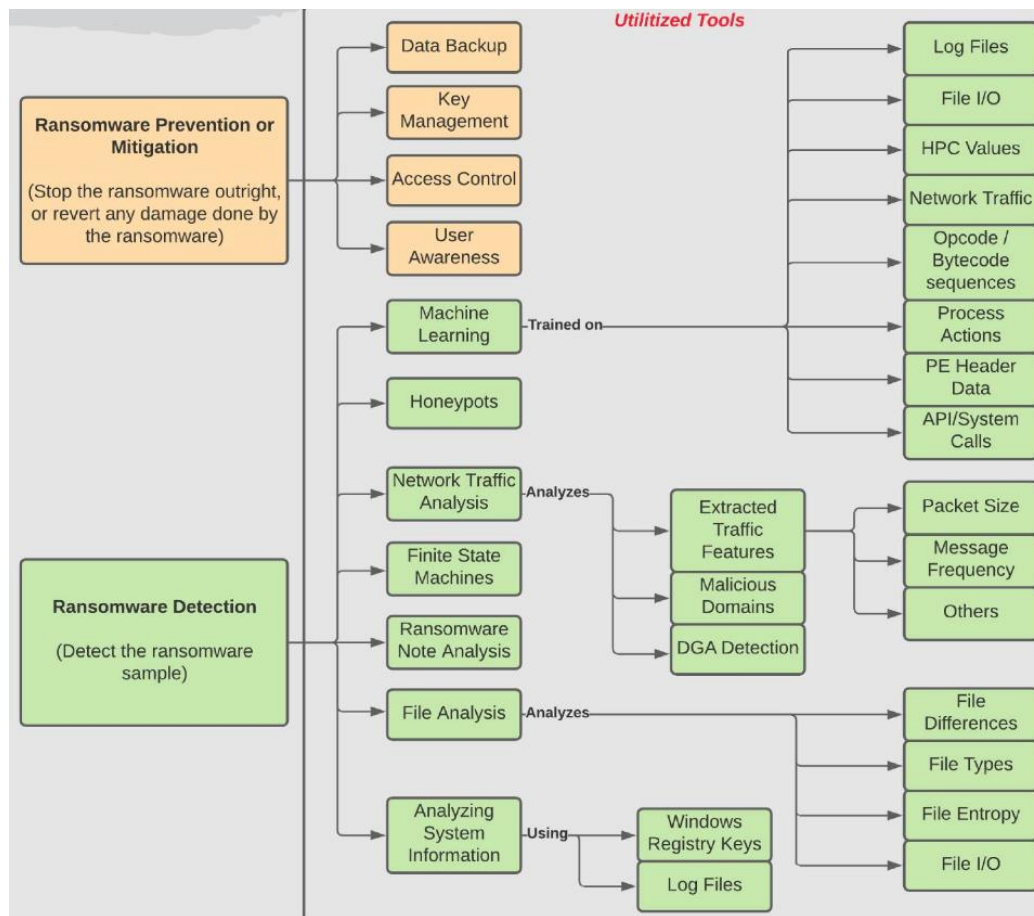 Utilitized Tools
Ransomware Prevention or
Mitigation
(Stop the ransomware outright,
or revert any damage done by
the ransomware)
Data Backup
Key
Management
Access Control
User
Awareness
Ransomware Detection
(Detect the ransomware
sample)
Machine
Learning
Trained on
Log Files
File I/O
HPC Values
Network Traffic
Opcode /
Bytecode
sequences
Process
Actions
PE Header
Data
API/System
Calls
Honeypots
Network Traffic
Analysis
Analyzes
Extracted
Traffic
Features
Packet Size
Message
Frequency
Others
Malicious
Domains
DGA Detection
Finite State
Machines
Ransomware
Note Analysis
File Analysis
Analyzes
File
Differences
File Types
File Entropy
File I/O
Analyzing
System
Information
Using
Windows
Registry Keys
Log Files